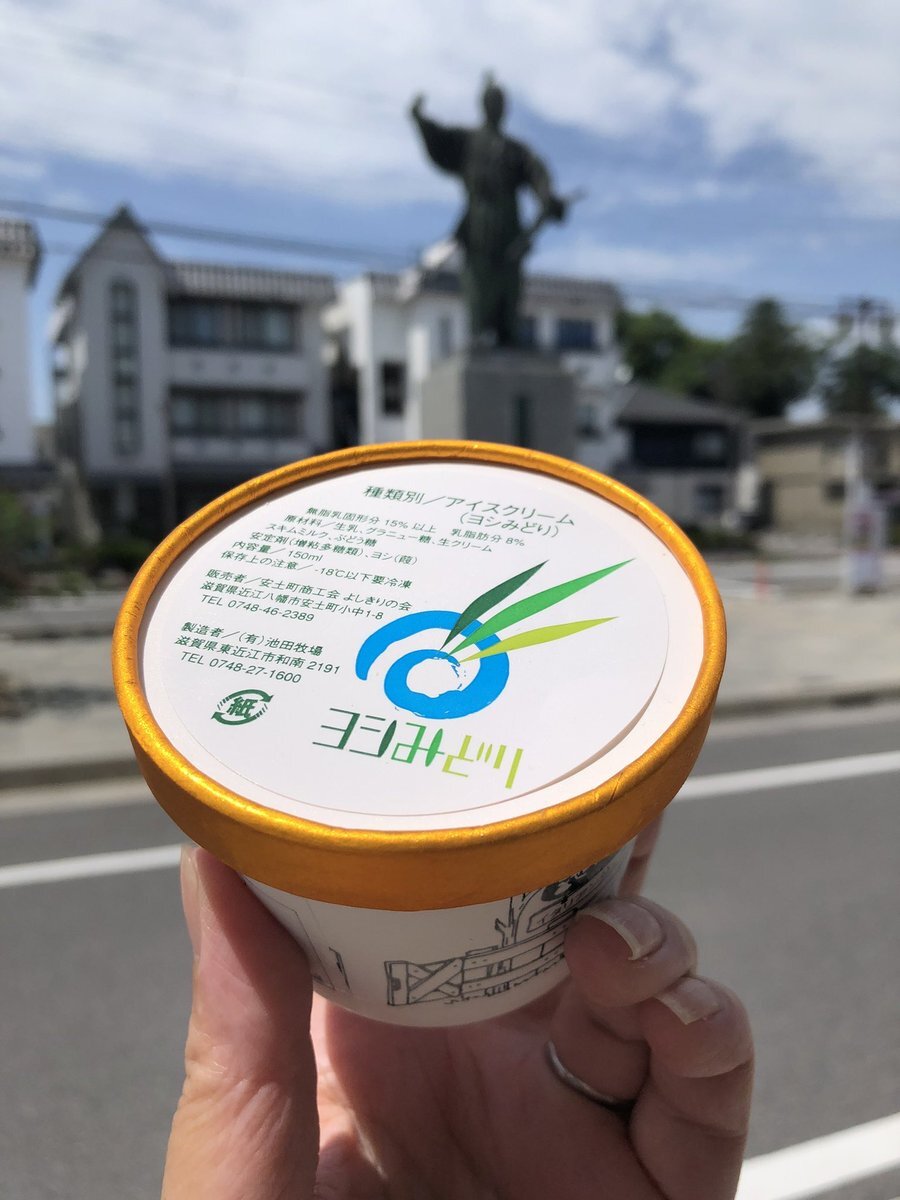 種類別／アイスクリーム
（ヨシみどり）
無脂乳固形分 15% 以上 乳脂肪分 8%
原材料／生乳、グラニュー糖、生クリーム
スキムミルク、ぶどう糖
安定剤（増粘多糖類）、ヨシ（葭）
内容量／150ml
保存上の注意／-18℃以下要冷凍
販売者／安土町商工会 よしきりの会
滋賀県近江八幡市安土町小中1-8
TEL 0748-46-2389
製造者／（有）池田牧場
滋賀県東近江市和南 2191
TEL 0748-27-1600
紙